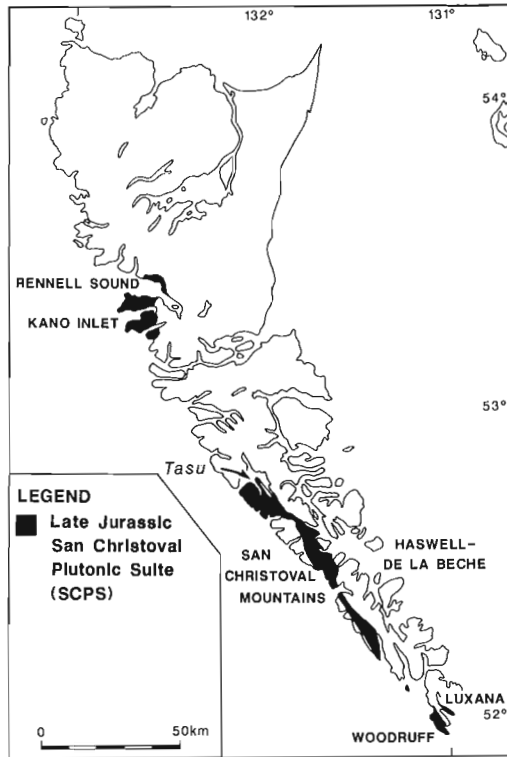 132°
131°
54°
RENNELL SOUND
KANO INLET
53°
Tasu
LEGEND
Late Jurassic
San Christoval
Plutonic Suite
(SCPS)
SAN
CHRISTOVAL
MOUNTAINS
HASWELL-
DE LA BECHE
LUXANA
52°
WOODRUFF
0 50km